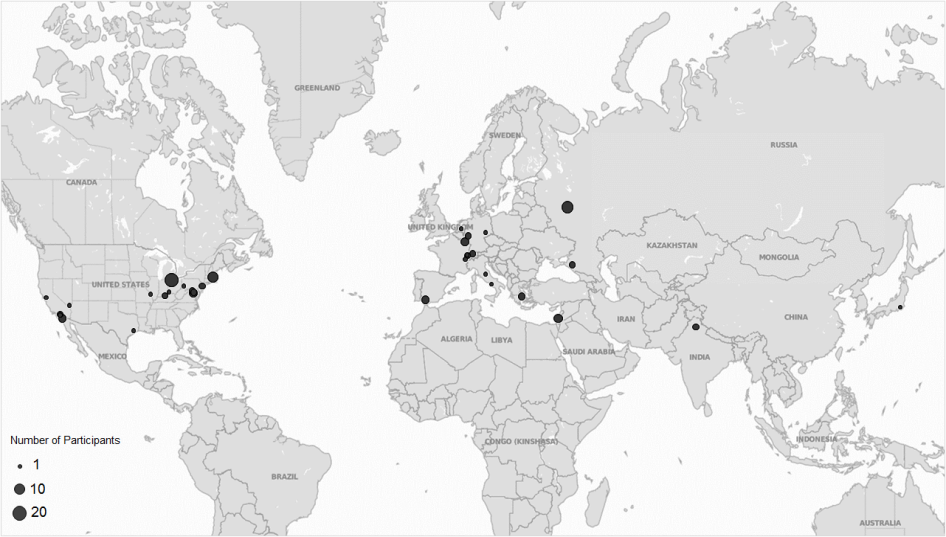 GREENLAND
SWEDEN
RUSSIA
CANADA
UNITED KINGDOM
KAZAKHSTAN
MONGOLIA
UNITED STATES
CHINA
IRAN
ALGERIA
LIBYA
SAUDI ARABIA
INDIA
MEXICO
CONGO (KINSHASA)
INDONESIA
BRAZIL
AUSTRALIA
Number of Participants
1
10
20